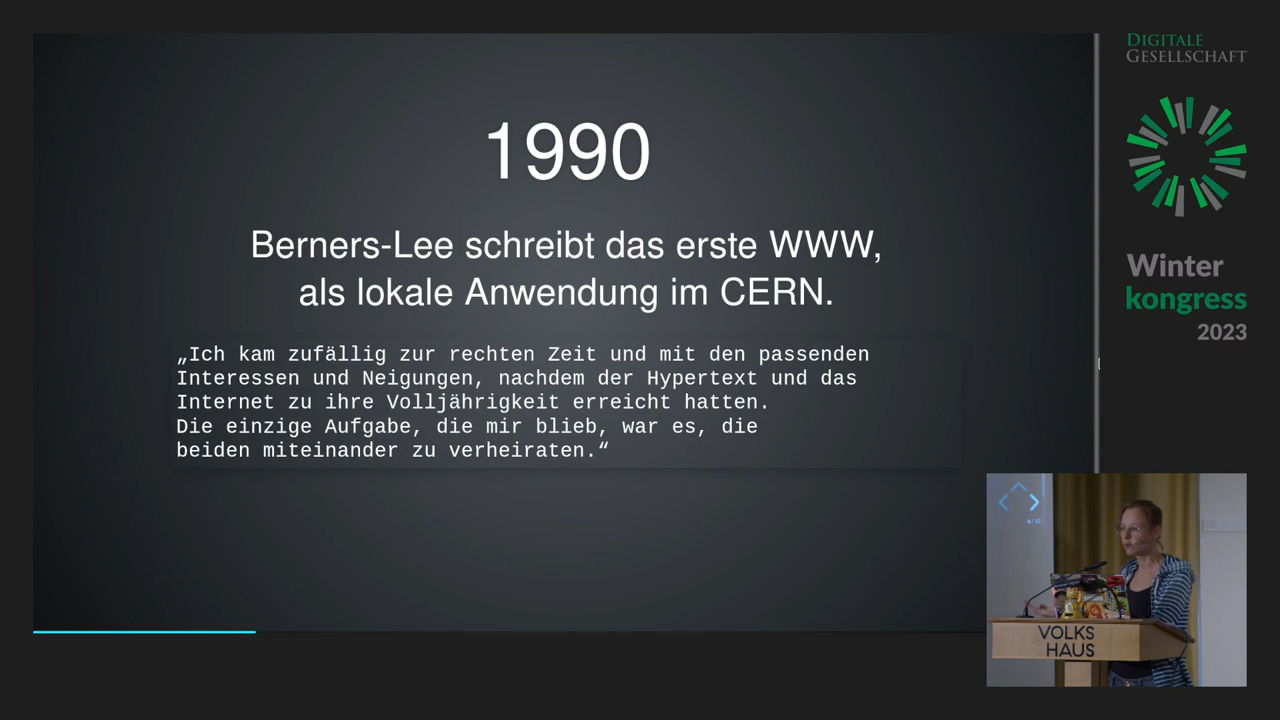 1990
Berners-Lee schreibt das erste WWW,
als lokale Anwendung im CERN.
„Ich kam zufällig zur rechten Zeit und mit den passenden
Interessen und Neigungen, nachdem der Hypertext und das
Internet zu ihre Volljährigkeit erreicht hatten.
Die einzige Aufgabe, die mir blieb, war es, die
beiden miteinander zu verheiraten.“
DIGITALE
GESELLSCHAFT
Winter
kongress
2023
VOLKS
HAUS